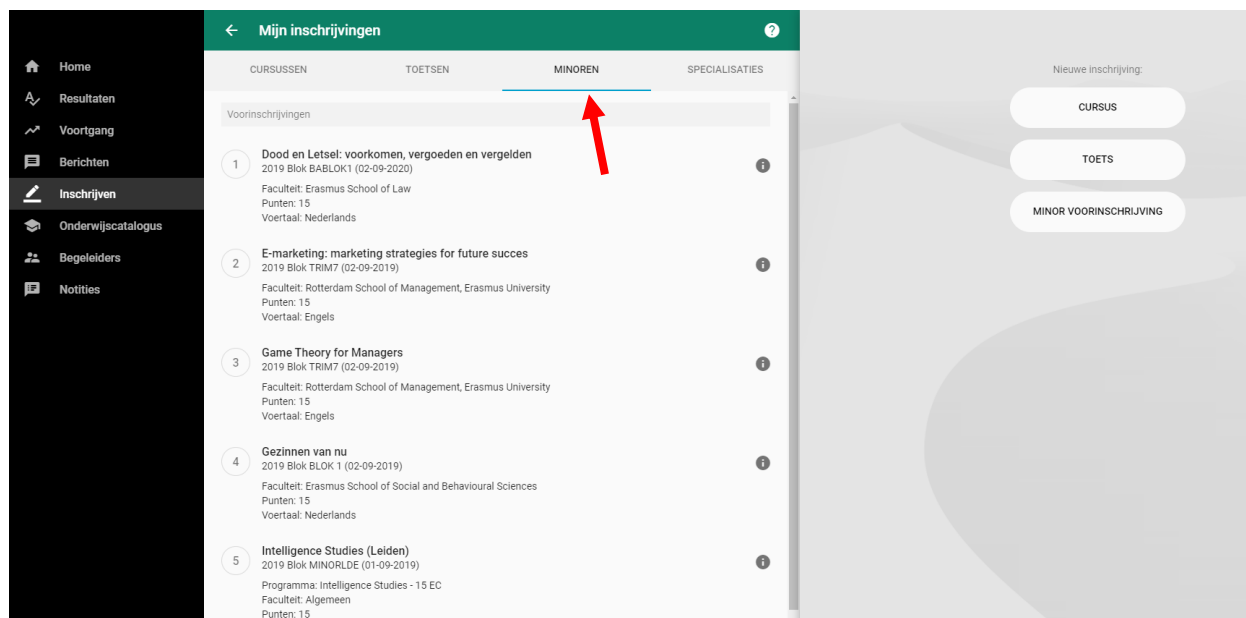 Mijn inschrijvingen
Home
Resultaten
Voortgang
Berichten
Inschrijven
Onderwijscatalogus
Begeleiders
Notities
CURSUSSEN TOETSEN MINOREN SPECIALISATIES
Voorinschrijvingen
1
Dood en Letsel: voorkomen, vergoeden en vergelden
2019 Blok BABLOK1 (02-09-2020)
Faculteit: Erasmus School of Law
Punten: 15
Voertaal: Nederlands
2
E-marketing: marketing strategies for future succes
2019 Blok TRIM7 (02-09-2019)
Faculteit: Rotterdam School of Management, Erasmus University
Punten: 15
Voertaal: Engels
3
Game Theory for Managers
2019 Blok TRIM7 (02-09-2019)
Faculteit: Rotterdam School of Management, Erasmus University
Punten: 15
Voertaal: Engels
4
Gezinnen van nu
2019 Blok BLOK 1 (02-09-2019)
Faculteit: Erasmus School of Social and Behavioural Sciences
Punten: 15
Voertaal: Nederlands
5
Intelligence Studies (Leiden)
2019 Blok MINORLDE (01-09-2019)
Programma: Intelligence Studies - 15 EC
Faculteit: Algemeen
Punten: 15
Nieuwe inschrijving:
CURSUS
TOETS
MINOR VOORINSCHRIJVING